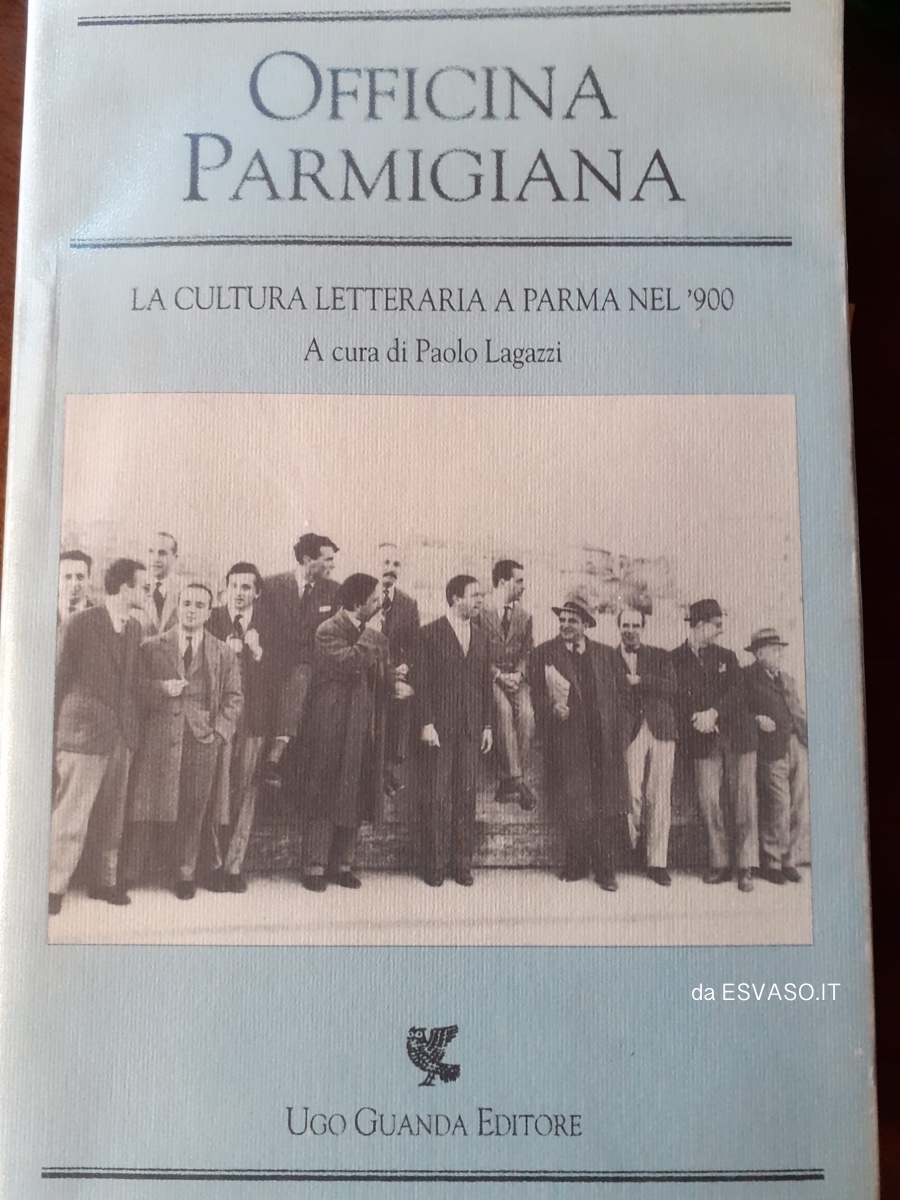 OFFICINA
PARMIGIANA
LA CULTURA LETTERARIA A PARMA NEL '900
A cura di Paolo Lagazzi
da ESVASO.IT
UGO GUANDA EDITORE